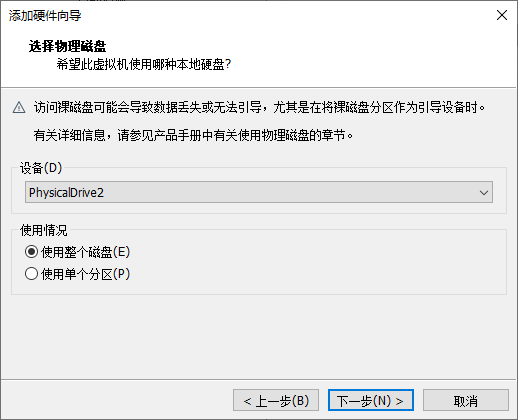 添加硬件向导
选择物理磁盘
希望此虚拟机使用哪种本地硬盘?
访问裸磁盘可能会导致数据丢失或无法引导，尤其是在将裸磁盘分区作为引导设备时。
有关详细信息，请参见产品手册中有关使用物理磁盘的章节。
设备(D)
PhysicalDrive2
使用情况
使用整个磁盘(E)
使用单个分区(P)
< 上一步(B)
下一步(N) >
取消